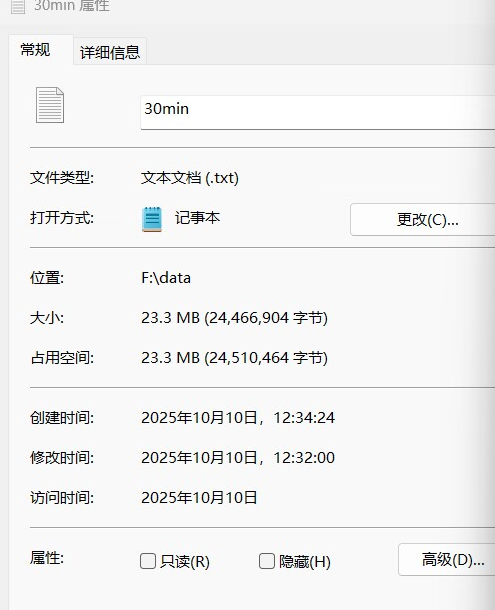 30min 属性
常规 详细信息
30min
文件类型: 文本文档 (.txt)
打开方式: 记事本 更改(C)...
位置: F:\data
大小: 23.3 MB (24,466,904 字节)
占用空间: 23.3 MB (24,510,464 字节)
创建时间: 2025年10月10日，12:34:24
修改时间: 2025年10月10日，12:32:00
访问时间: 2025年10月10日
属性: 只读(R) 隐藏(H) 高级(D)...